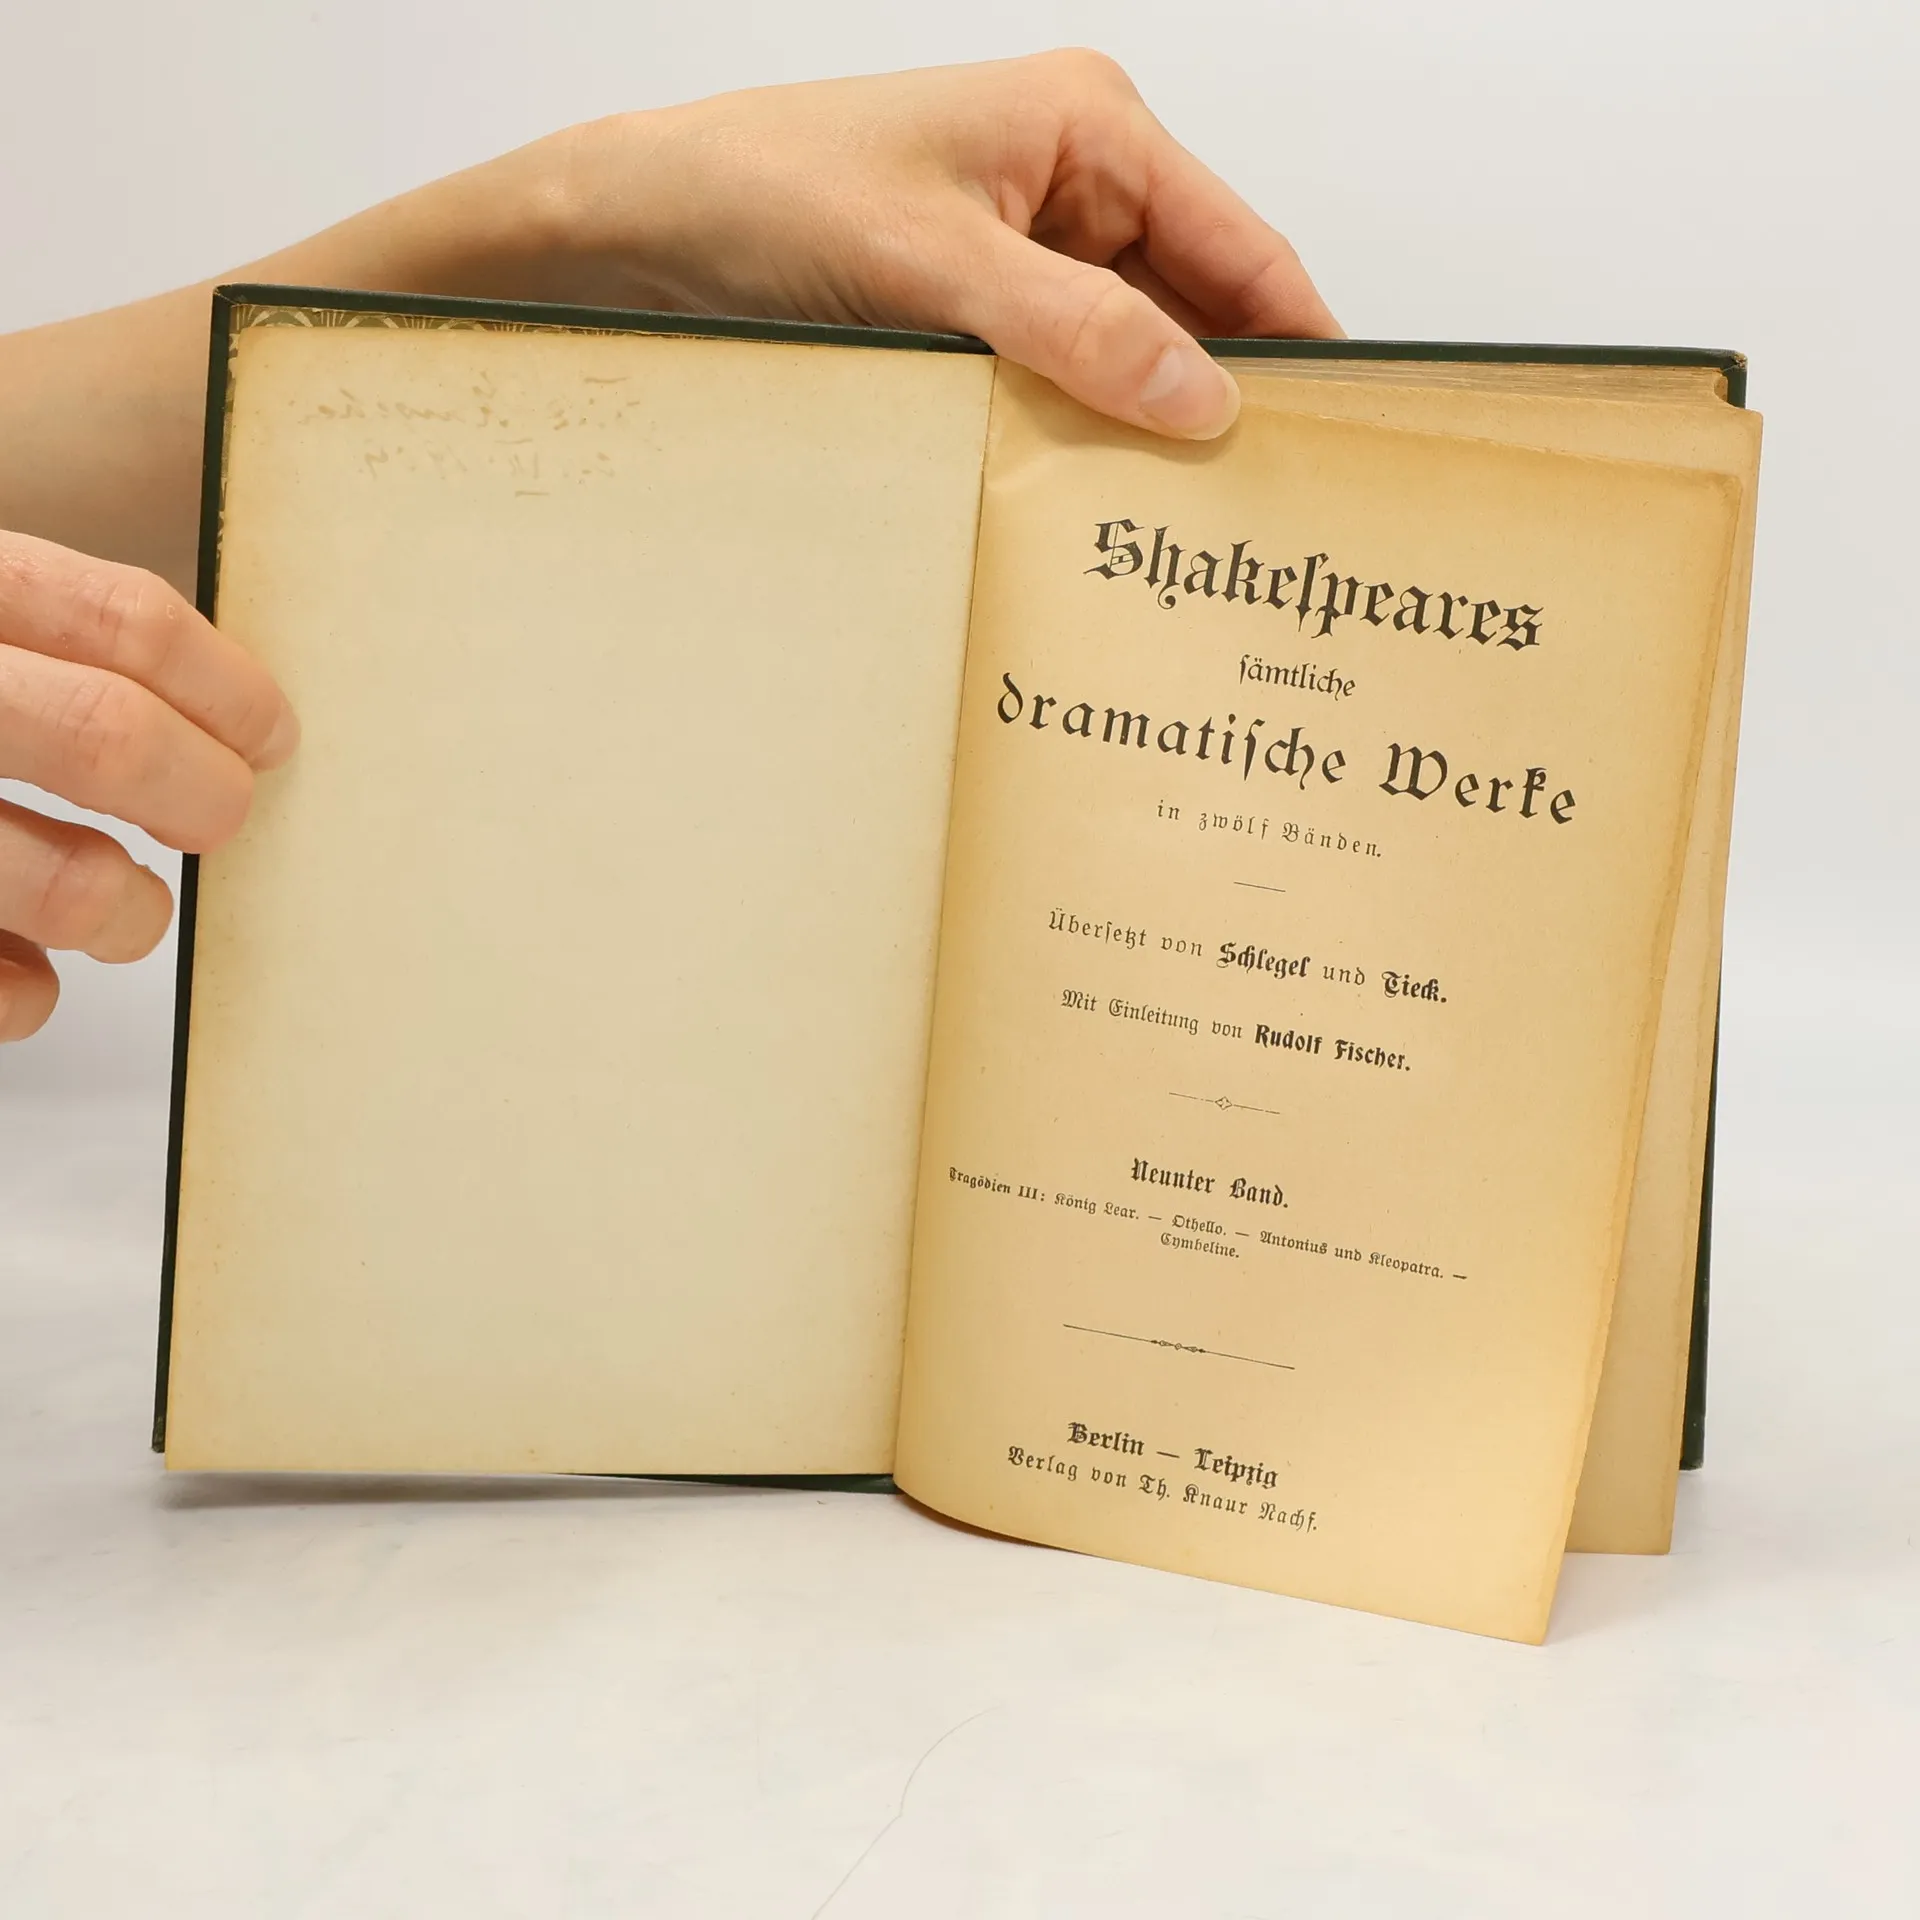 Shakeſpeares
ſämtliche
dramatiſche Werke
in zwölf Bänden.
Überſetzt von Schlegel und Tieck.
Mit Einleitung von Rudolf Fischer.
Neunter Band.
Tragödien III: König Lear. — Othello. — Antonius und Kleopatra. —
Cymbeline.
Berlin — Leipzig
Verlag von Th. Knaur Nachf.